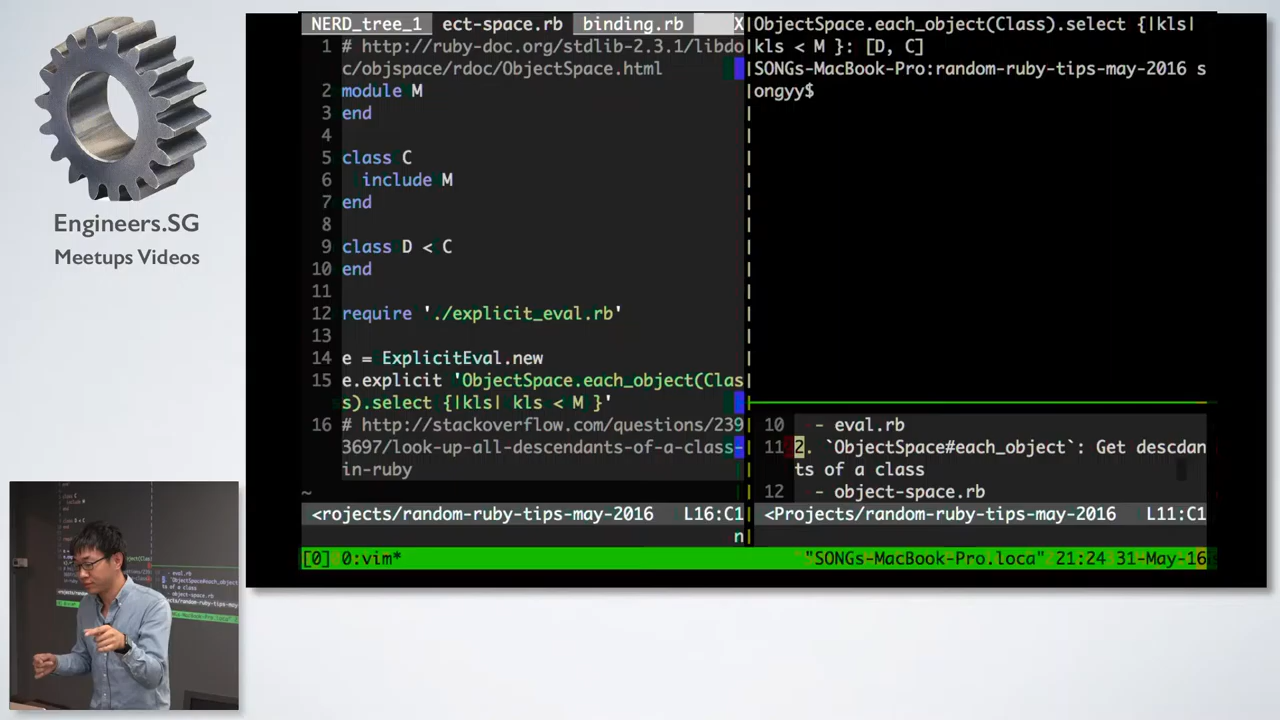 Engineers.SG
Meetups Videos
NERD_tree_1 ect-space.rb binding.rb X
1 # http://ruby-doc.org/stdlib-2.3.1/libdo
c/objspace/rdoc/ObjectSpace.html
2 module M
3 end
4
5 class C
6 include M
7 end
8
9 class D < C
10 end
11
12 require './explicit_eval.rb'
13
14 e = ExplicitEval.new
15 e.explicit 'ObjectSpace.each_object(Clas
s).select {|kls| kls < M }'
16 # http://stackoverflow.com/questions/239
3697/look-up-all-descendants-of-a-class-
in-ruby
~
<rojects/random-ruby-tips-may-2016 L16:C1
n
ObjectSpace.each_object(Class).select {|kls|
kls < M }: [D, C]
SONGs-MacBook-Pro:random-ruby-tips-may-2016 s
ongyy$
10 - eval.rb
11 2. `ObjectSpace#each_object`: Get descdan
ts of a class
12 - object-space.rb
<Projects/random-ruby-tips-may-2016 L11:C1
[0] 0:vim* "SONGs-MacBook-Pro.loca" 21:24 31-May-16